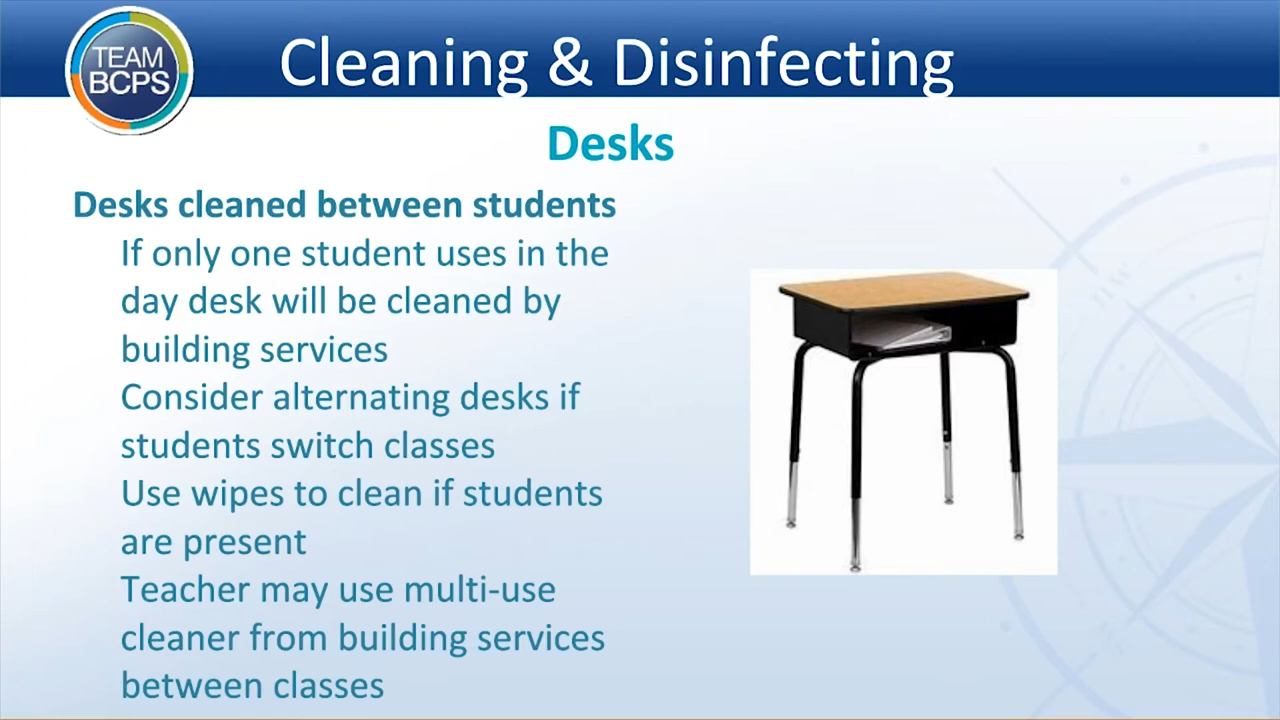 TEAM
BCPS
Cleaning & Disinfecting
Desks
Desks cleaned between students
If only one student uses in the
day desk will be cleaned by
building services
Consider alternating desks if
students switch classes
Use wipes to clean if students
are present
Teacher may use multi-use
cleaner from building services
between classes